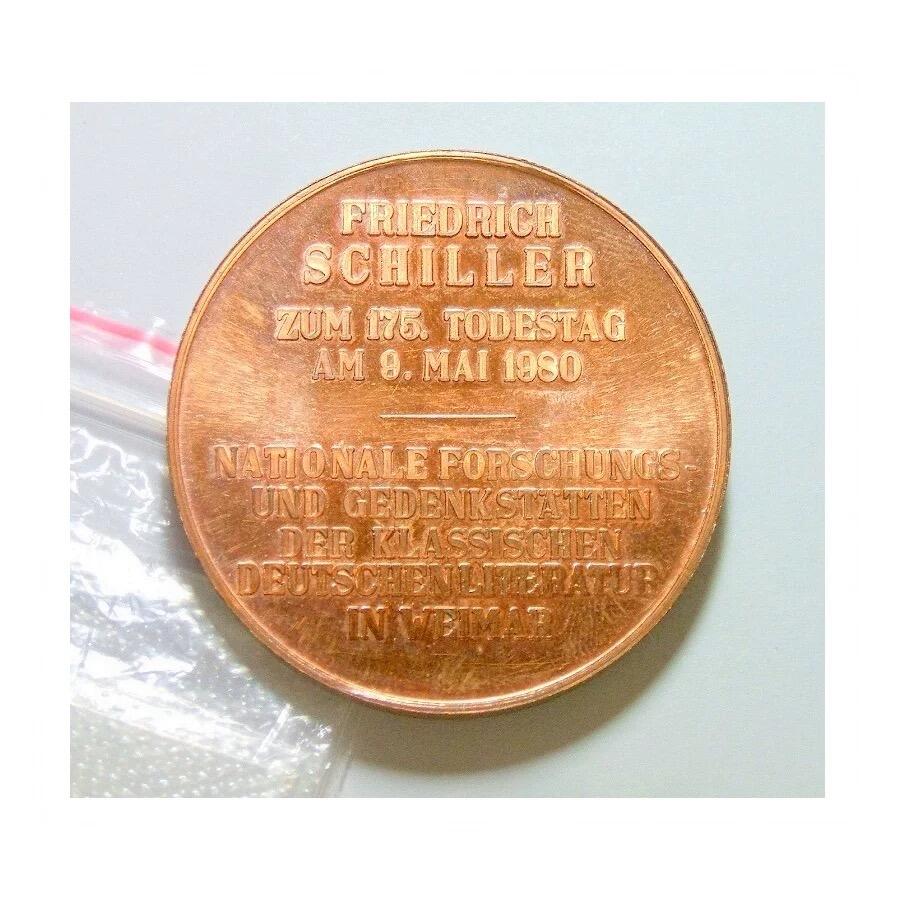 FRIEDRICH
SCHILLER
ZUM 175. TODESTAG
AM 9. MAI 1980
NATIONALE FORSCHUNGS-
UND GEDENKSTÄTTEN
DER KLASSISCHEN
DEUTSCHEN LITERATUR
IN WEIMAR